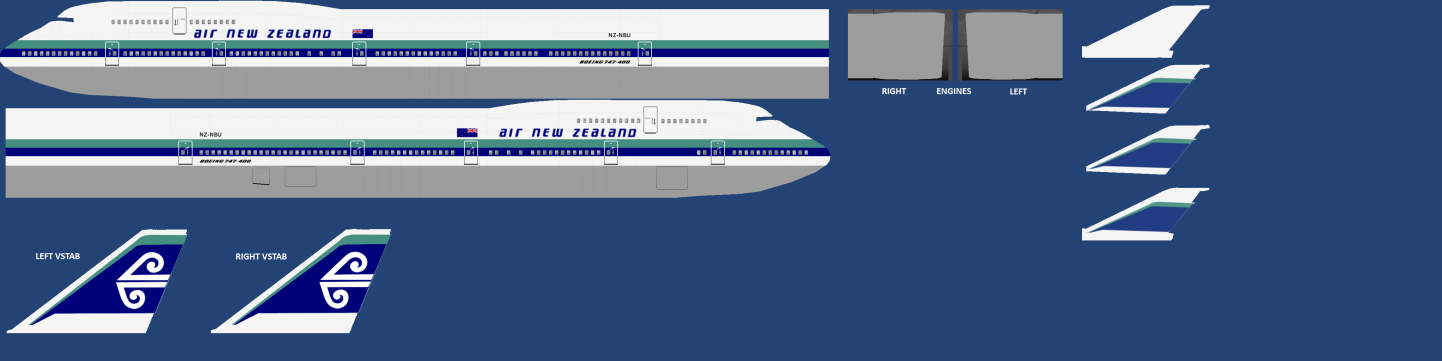 air new zealand
NZ-NBU
BOEING 747-400
RIGHT ENGINES LEFT
NZ-NBU
air new zealand
BOEING 747-400
LEFT VSTAB
RIGHT VSTAB